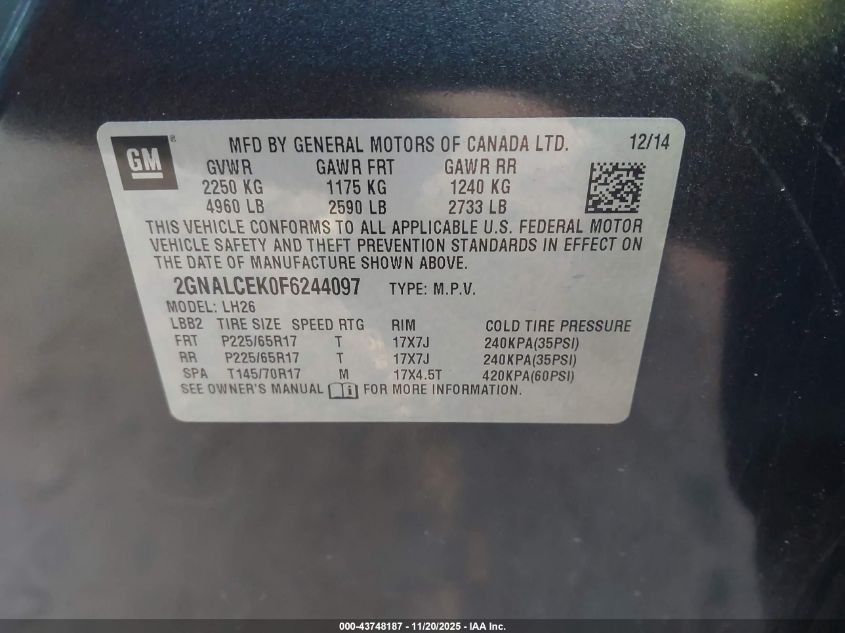 GM ® MFD BY GENERAL MOTORS OF CANADA LTD. 12/14
GVWR GAWR FRT GAWR RR
2250 KG 1175 KG 1240 KG
4960 LB 2590 LB 2733 LB
THIS VEHICLE CONFORMS TO ALL APPLICABLE U.S. FEDERAL MOTOR
VEHICLE SAFETY AND THEFT PREVENTION STANDARDS IN EFFECT ON
THE DATE OF MANUFACTURE SHOWN ABOVE.
2GNALCEK0F6244097 TYPE: M.P.V.
MODEL: LH26
LBB2 TIRE SIZE SPEED RTG RIM COLD TIRE PRESSURE
FRT P225/65R17 T 17X7J 240KPA(35PSI)
RR P225/65R17 T 17X7J 240KPA(35PSI)
SPA T145/70R17 M 17X4.5T 420KPA(60PSI)
SEE OWNER'S MANUAL FOR MORE INFORMATION.
000-43748187 - 11/20/2025 - IAA Inc.